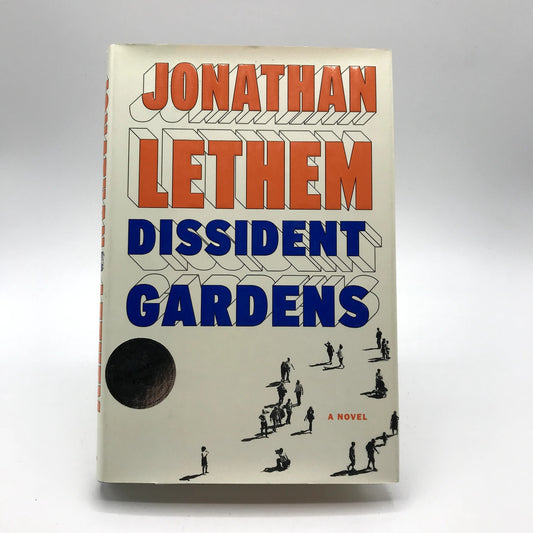 JONATHAN
LETHEM
DISSIDENT
GARDENS
A NOVEL